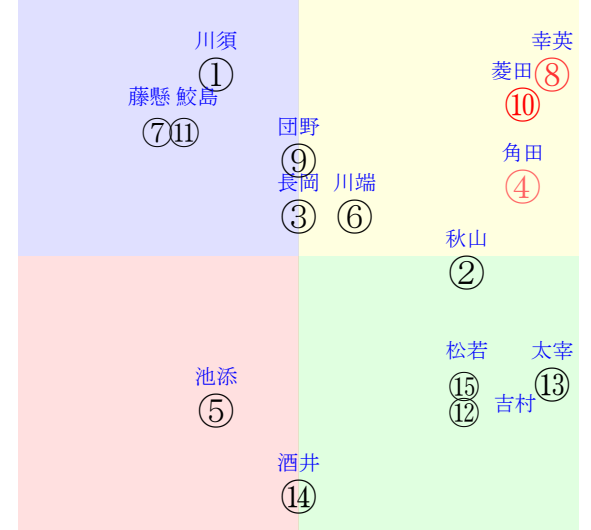 川須 幸英
① 菱田 ⑧
藤懸 鮫島 ⑩
⑦ ⑪ 団野
⑨ 角田
長岡 川端 ④
③ ⑥
秋山
②
松若 太宰
池添 ⑮ ⑬
⑤ ⑫ 吉村
酒井
⑭